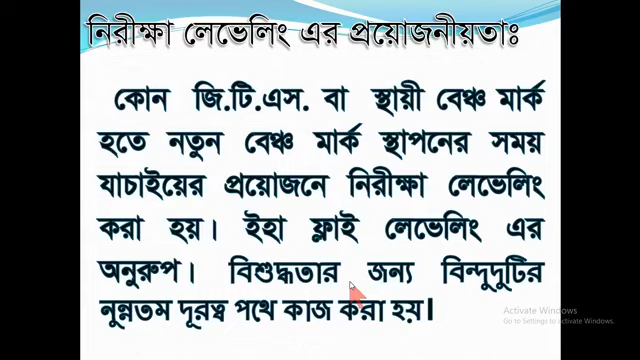 নিরীক্ষা লেভেলিং এর প্রয়োজনীয়তাঃ
কোন জি.টি.এস. বা স্থায়ী বেঞ্চ মার্ক
হতে নতুন বেঞ্চ মার্ক স্থাপনের সময়
যাচাইয়ের প্রয়োজনে নিরীক্ষা লেভেলিং
করা হয়। ইহা ফ্লাই লেভেলিং এর
অনুরুপ। বিশুদ্ধতার জন্য বিন্দুদুটির
নুন্নতম দূরত্ব পথে কাজ করা হয়।
Activate Windows
Go to Settings to activate Windows.